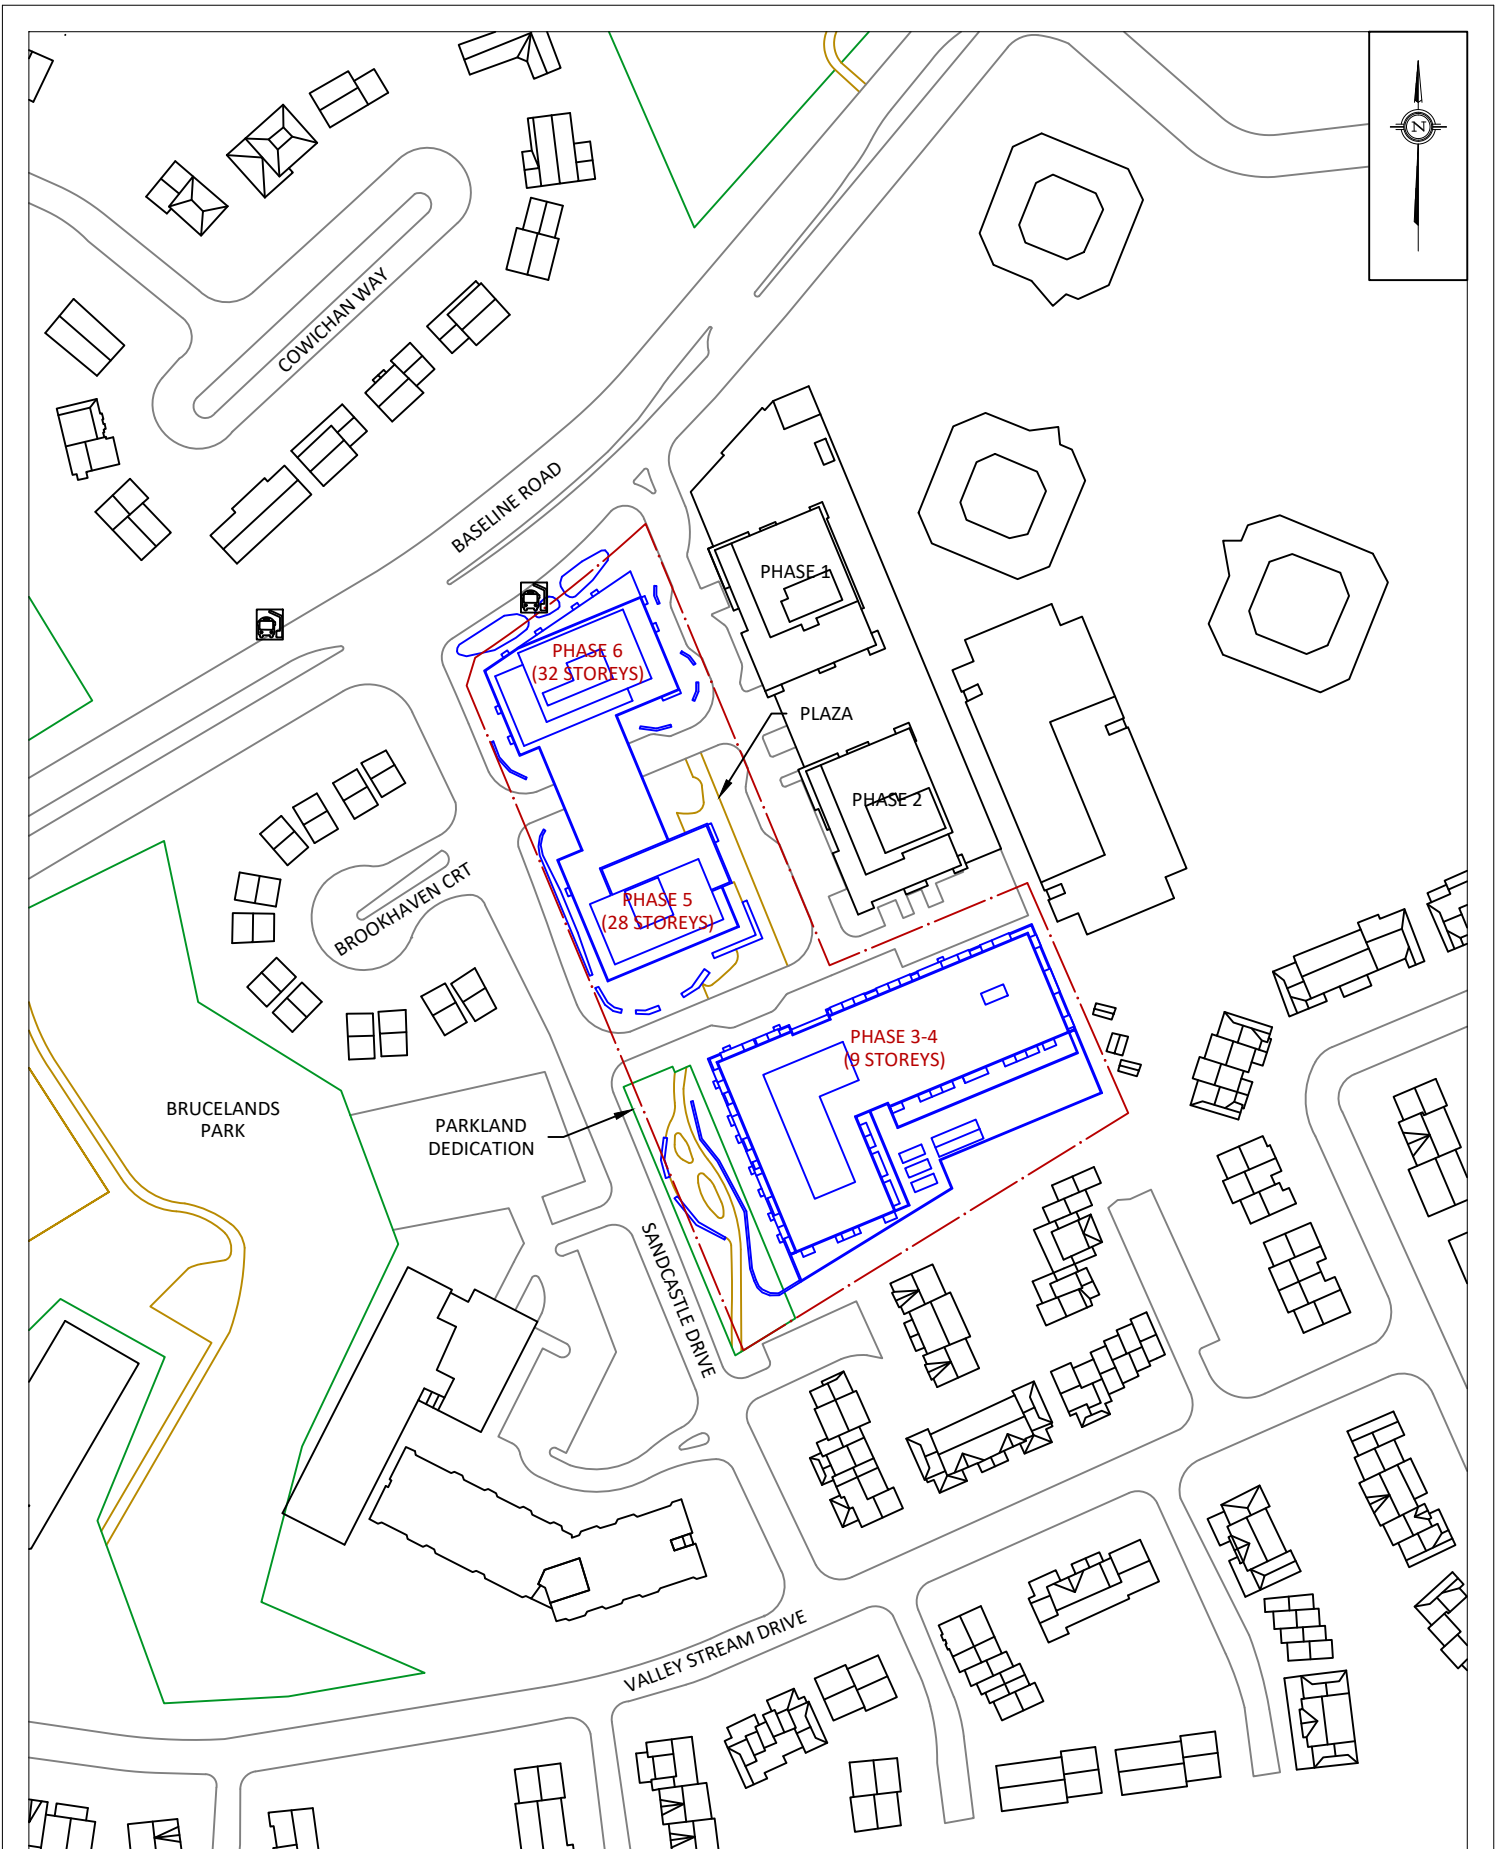 N
COWICHAN WAY
BASELINE ROAD
PHASE 1
PHASE 6
(32 STOREYS)
PLAZA
PHASE 2
PHASE 5
(28 STOREYS)
BROOKHAVEN CRT
PHASE 3-4
(9 STOREYS)
BRUCELANDS
PARK
PARKLAND
DEDICATION
SANDCASTLE DRIVE
VALLEY STREAM DRIVE